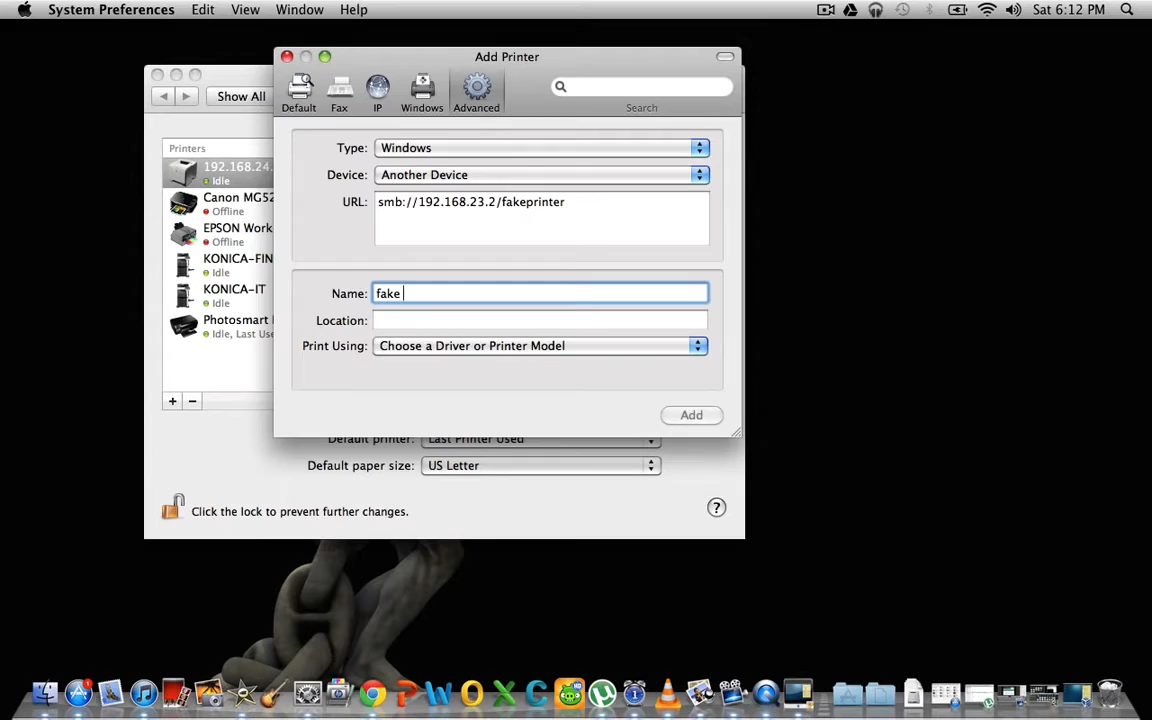 System Preferences Edit View Window Help
Sat 6:12 PM
Add Printer
Show All
Default Fax IP Windows Advanced
Search
Printers
192.168.24.
Idle
Canon MG52
Offline
EPSON Work
Offline
KONICA-FIN
Idle
KONICA-IT
Idle
Photosmart
Idle, Last Use
+ −
Type: Windows
Device: Another Device
URL: smb://192.168.23.2/fakeprinter
Name: fake
Location:
Print Using: Choose a Driver or Printer Model
Add
Default printer: Last Printer Used
Default paper size: US Letter
Click the lock to prevent further changes.
?